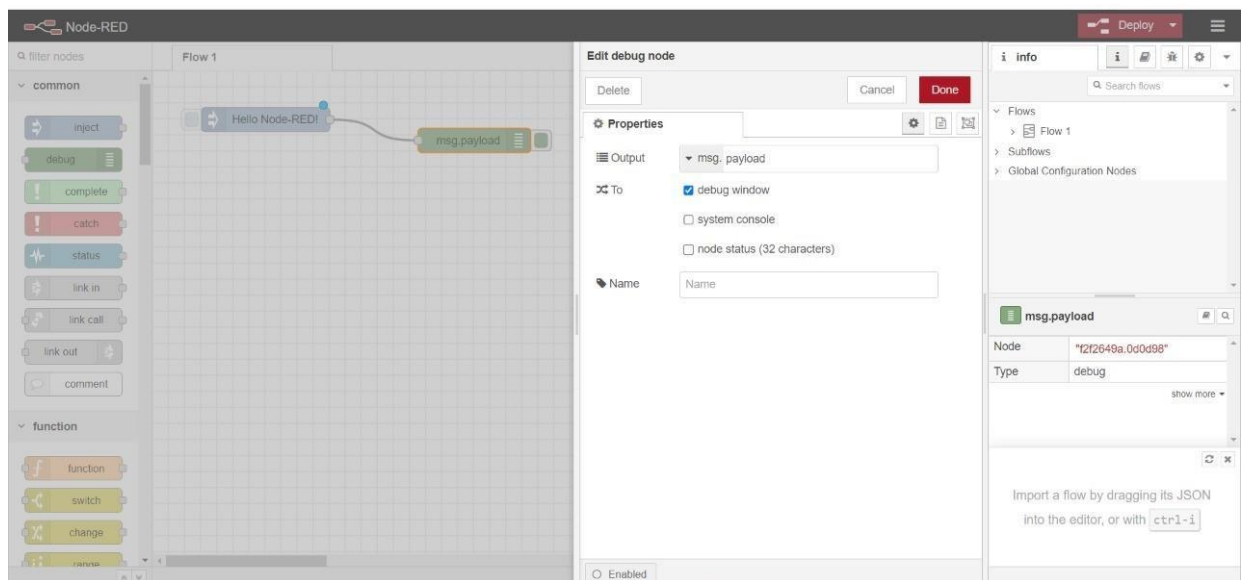 Node-RED
Deploy
filter nodes
common
inject
debug
complete
catch
status
link in
link call
link out
comment
function
function
switch
change
range
Flow 1
Hello Node-RED!
msg.payload
Edit debug node
Delete
Cancel
Done
Properties
Output
msg. payload
To
debug window
system console
node status (32 characters)
Name
Name
Enabled
i info
i
Search flows
Flows
Flow 1
Subflows
Global Configuration Nodes
msg.payload
Node "f2f2649a.0d0d98"
Type debug
show more
Import a flow by dragging its JSON
into the editor, or with ctrl-i